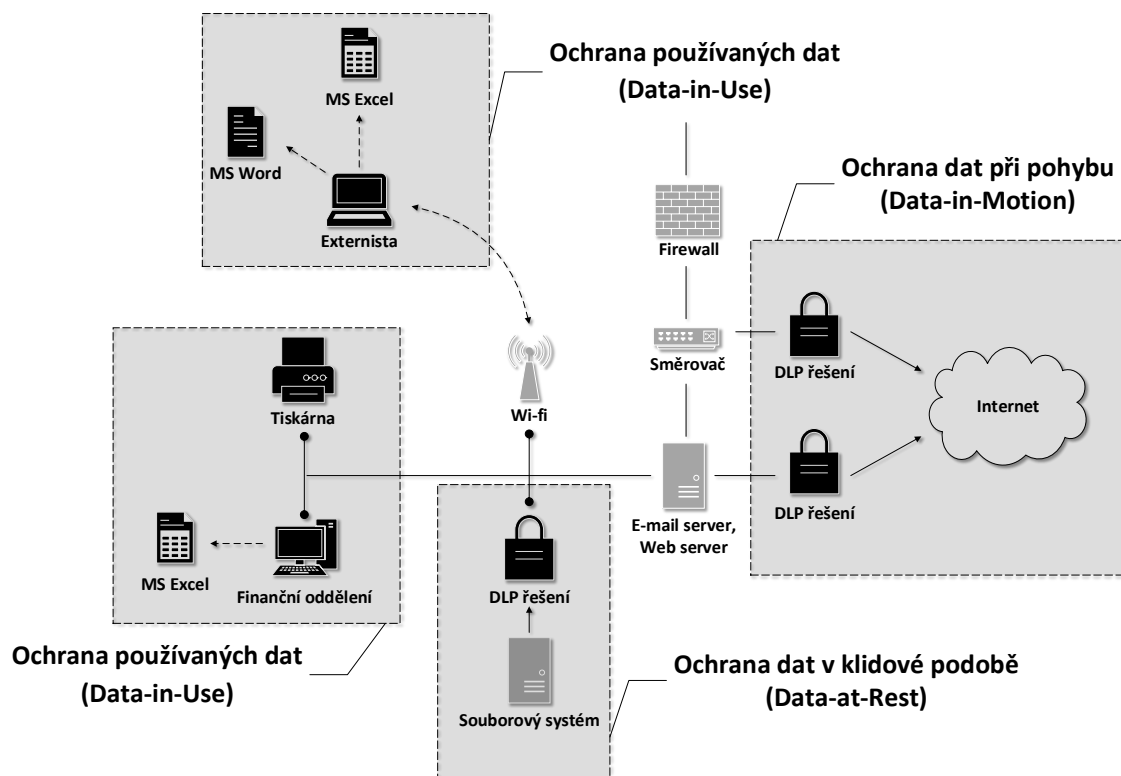 Ochrana používaných dat
(Data-in-Use)
MS Excel
MS Word
Externista
Ochrana dat při pohybu
(Data-in-Motion)
Firewall
Směrovač
DLP řešení
Internet
Tiskárna
Wi-fi
DLP řešení
E-mail server,
Web server
MS Excel
Finanční oddělení
DLP řešení
Souborový systém
Ochrana používaných dat
(Data-in-Use)
Ochrana dat v klidové podobě
(Data-at-Rest)